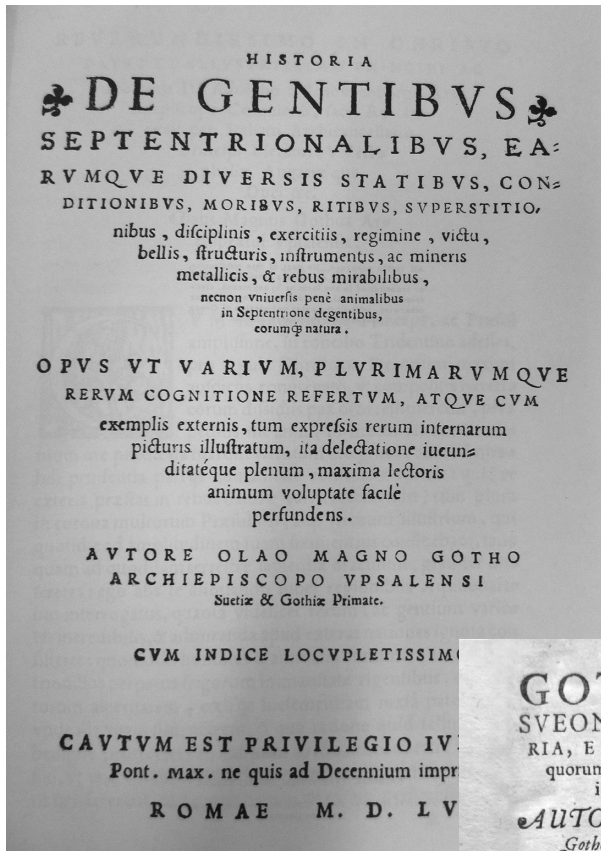 HISTORIA
DE GENTIBVS
SEPTENTRIONALIBVS, EA=
RVMQVE DIVERSIS STATIBVS, CON=
DITIONIBVS, MORIBVS, RITIBVS, SVPERSTITIO,
nibus, diſciplinis, exercitiis, regimine, victu,
bellis, ſtructuris, inſtrumentis, ac mineris
metallicis, & rebus mirabilibus,
necnon vniuerſis penè animalibus
in Septentrione degentibus,
eorumq́; natura.
OPVS VT VARIVM, PLVRIMARVMQVE
RERVM COGNITIONE REFERTVM, ATQVE CVM
exemplis externis, tum expreſsis rerum internarum
picturis illuſtratum, ita delectatione iucun=
ditatéque plenum, maxima lectoris
animum voluptate facilè
perfundens.
AVTORE OLAO MAGNO GOTHO
ARCHIEPISCOPO VPSALENSI
Suetiæ & Gothiæ Primate.
CVM INDICE LOCVPLETISSIMO
CAVTVM EST PRIVILEGIO IV
Pont. MAX. ne quis ad Decennium impr
ROMAE M. D. LV
GOT
SVEON
RIA, E
quorum
i
AUTO
Goth